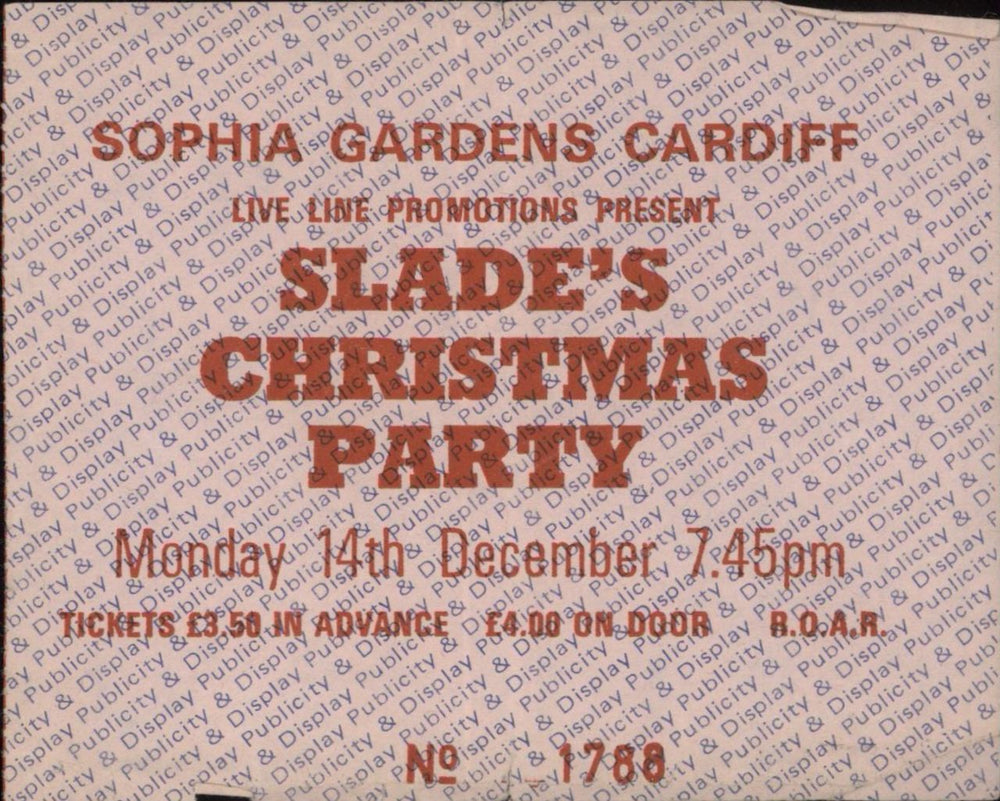 SOPHIA GARDENS CARDIFF
LIVE LINE PROMOTIONS PRESENT
SLADE'S
CHRISTMAS
PARTY
Monday 14th December 7.45pm
TICKETS £3.50 IN ADVANCE £4.00 ON DOOR R.O.A.R.
Nº 1788